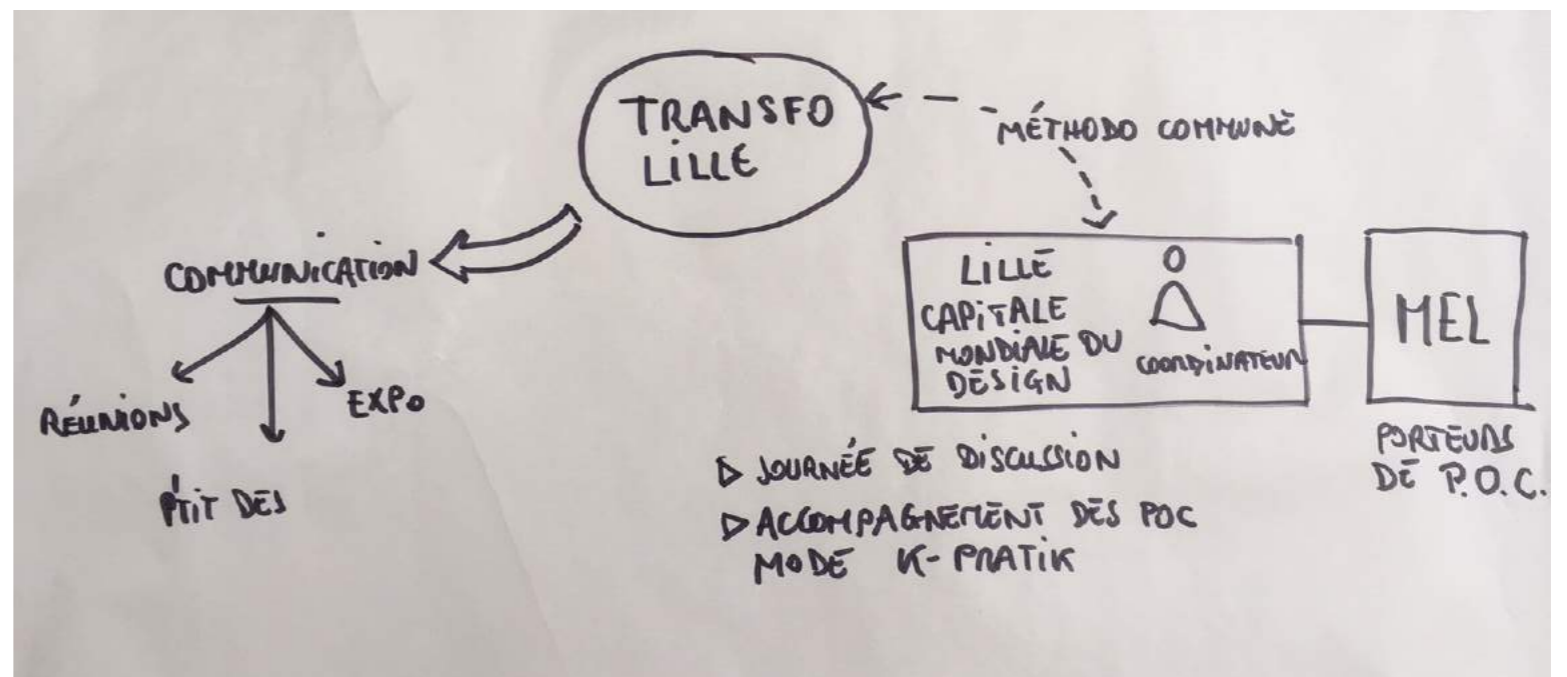 TRANSFO
LILLE
MÉTHODO COMMUNE
COMMUNICATION
RÉUNIONS
P'TIT DES
EXPO
LILLE
CAPITALE
MONDIALE DU
DESIGN
COORDINATEUR
MEL
PORTEURS
DE P.O.C.
▷ JOURNÉE DE DISCUSSION
▷ ACCOMPAGNEMENT DES POC
MODE K-PRATIK